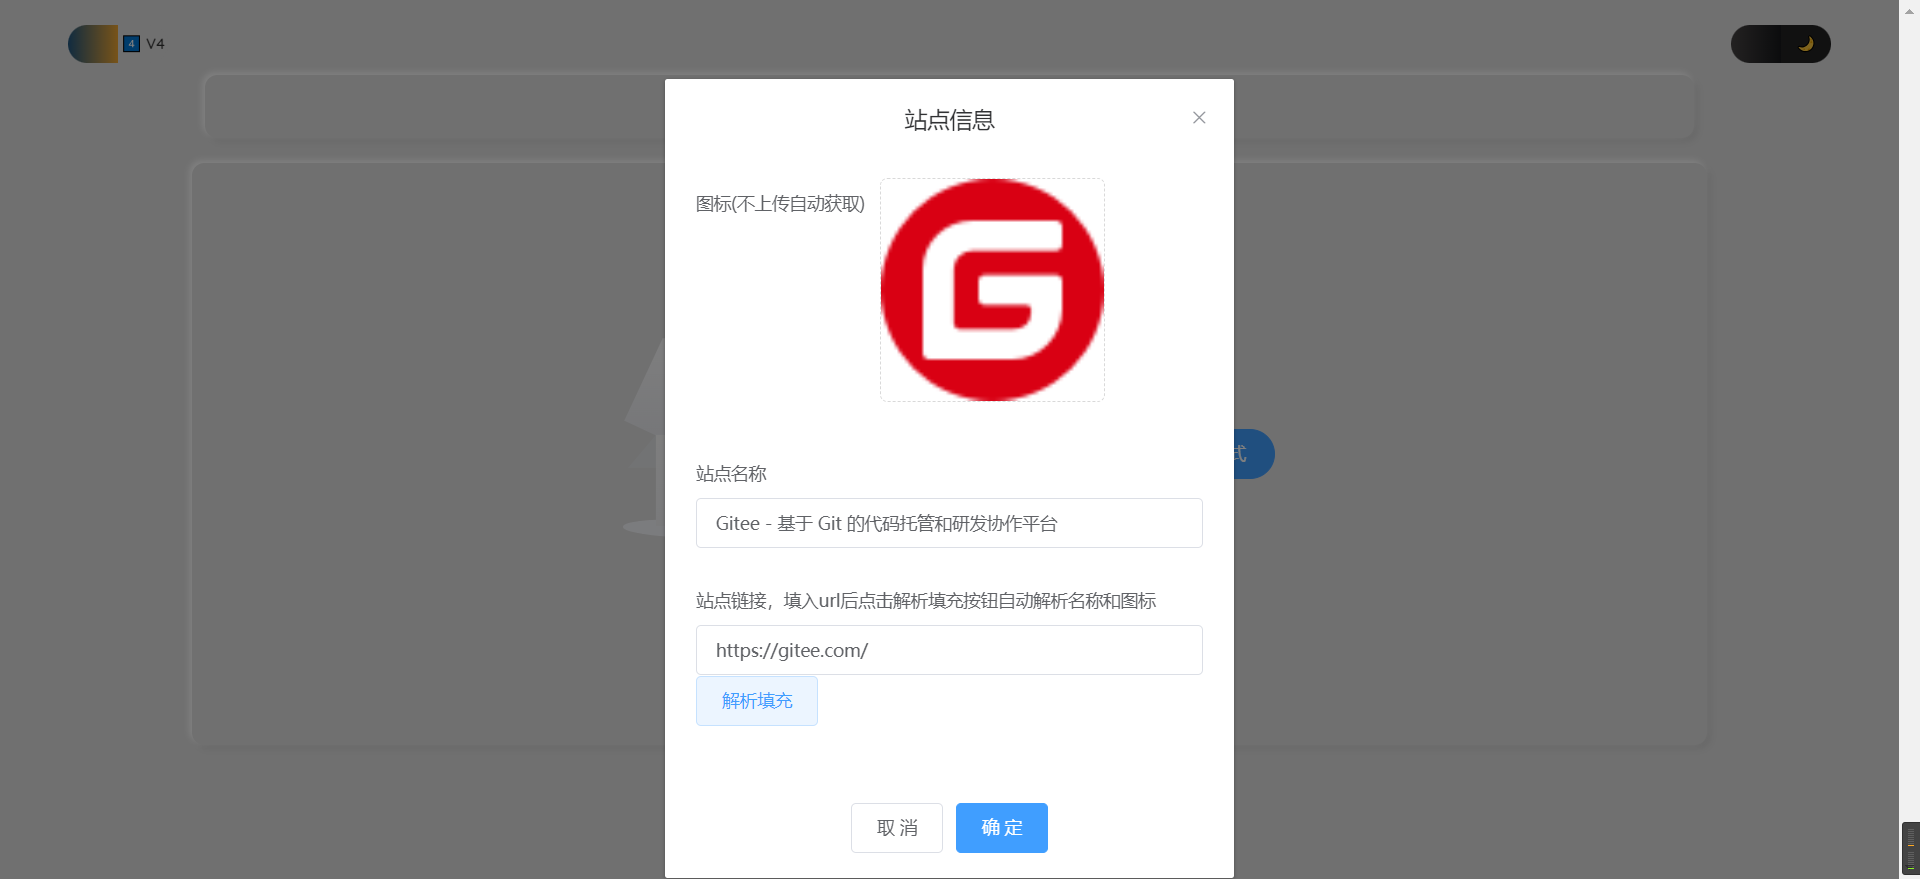 4 V4
站点信息
图标(不上传自动获取)
站点名称
Gitee - 基于 Git 的代码托管和研发协作平台
式
站点链接，填入url后点击解析填充按钮自动解析名称和图标
https://gitee.com/
解析填充
取 消
确 定